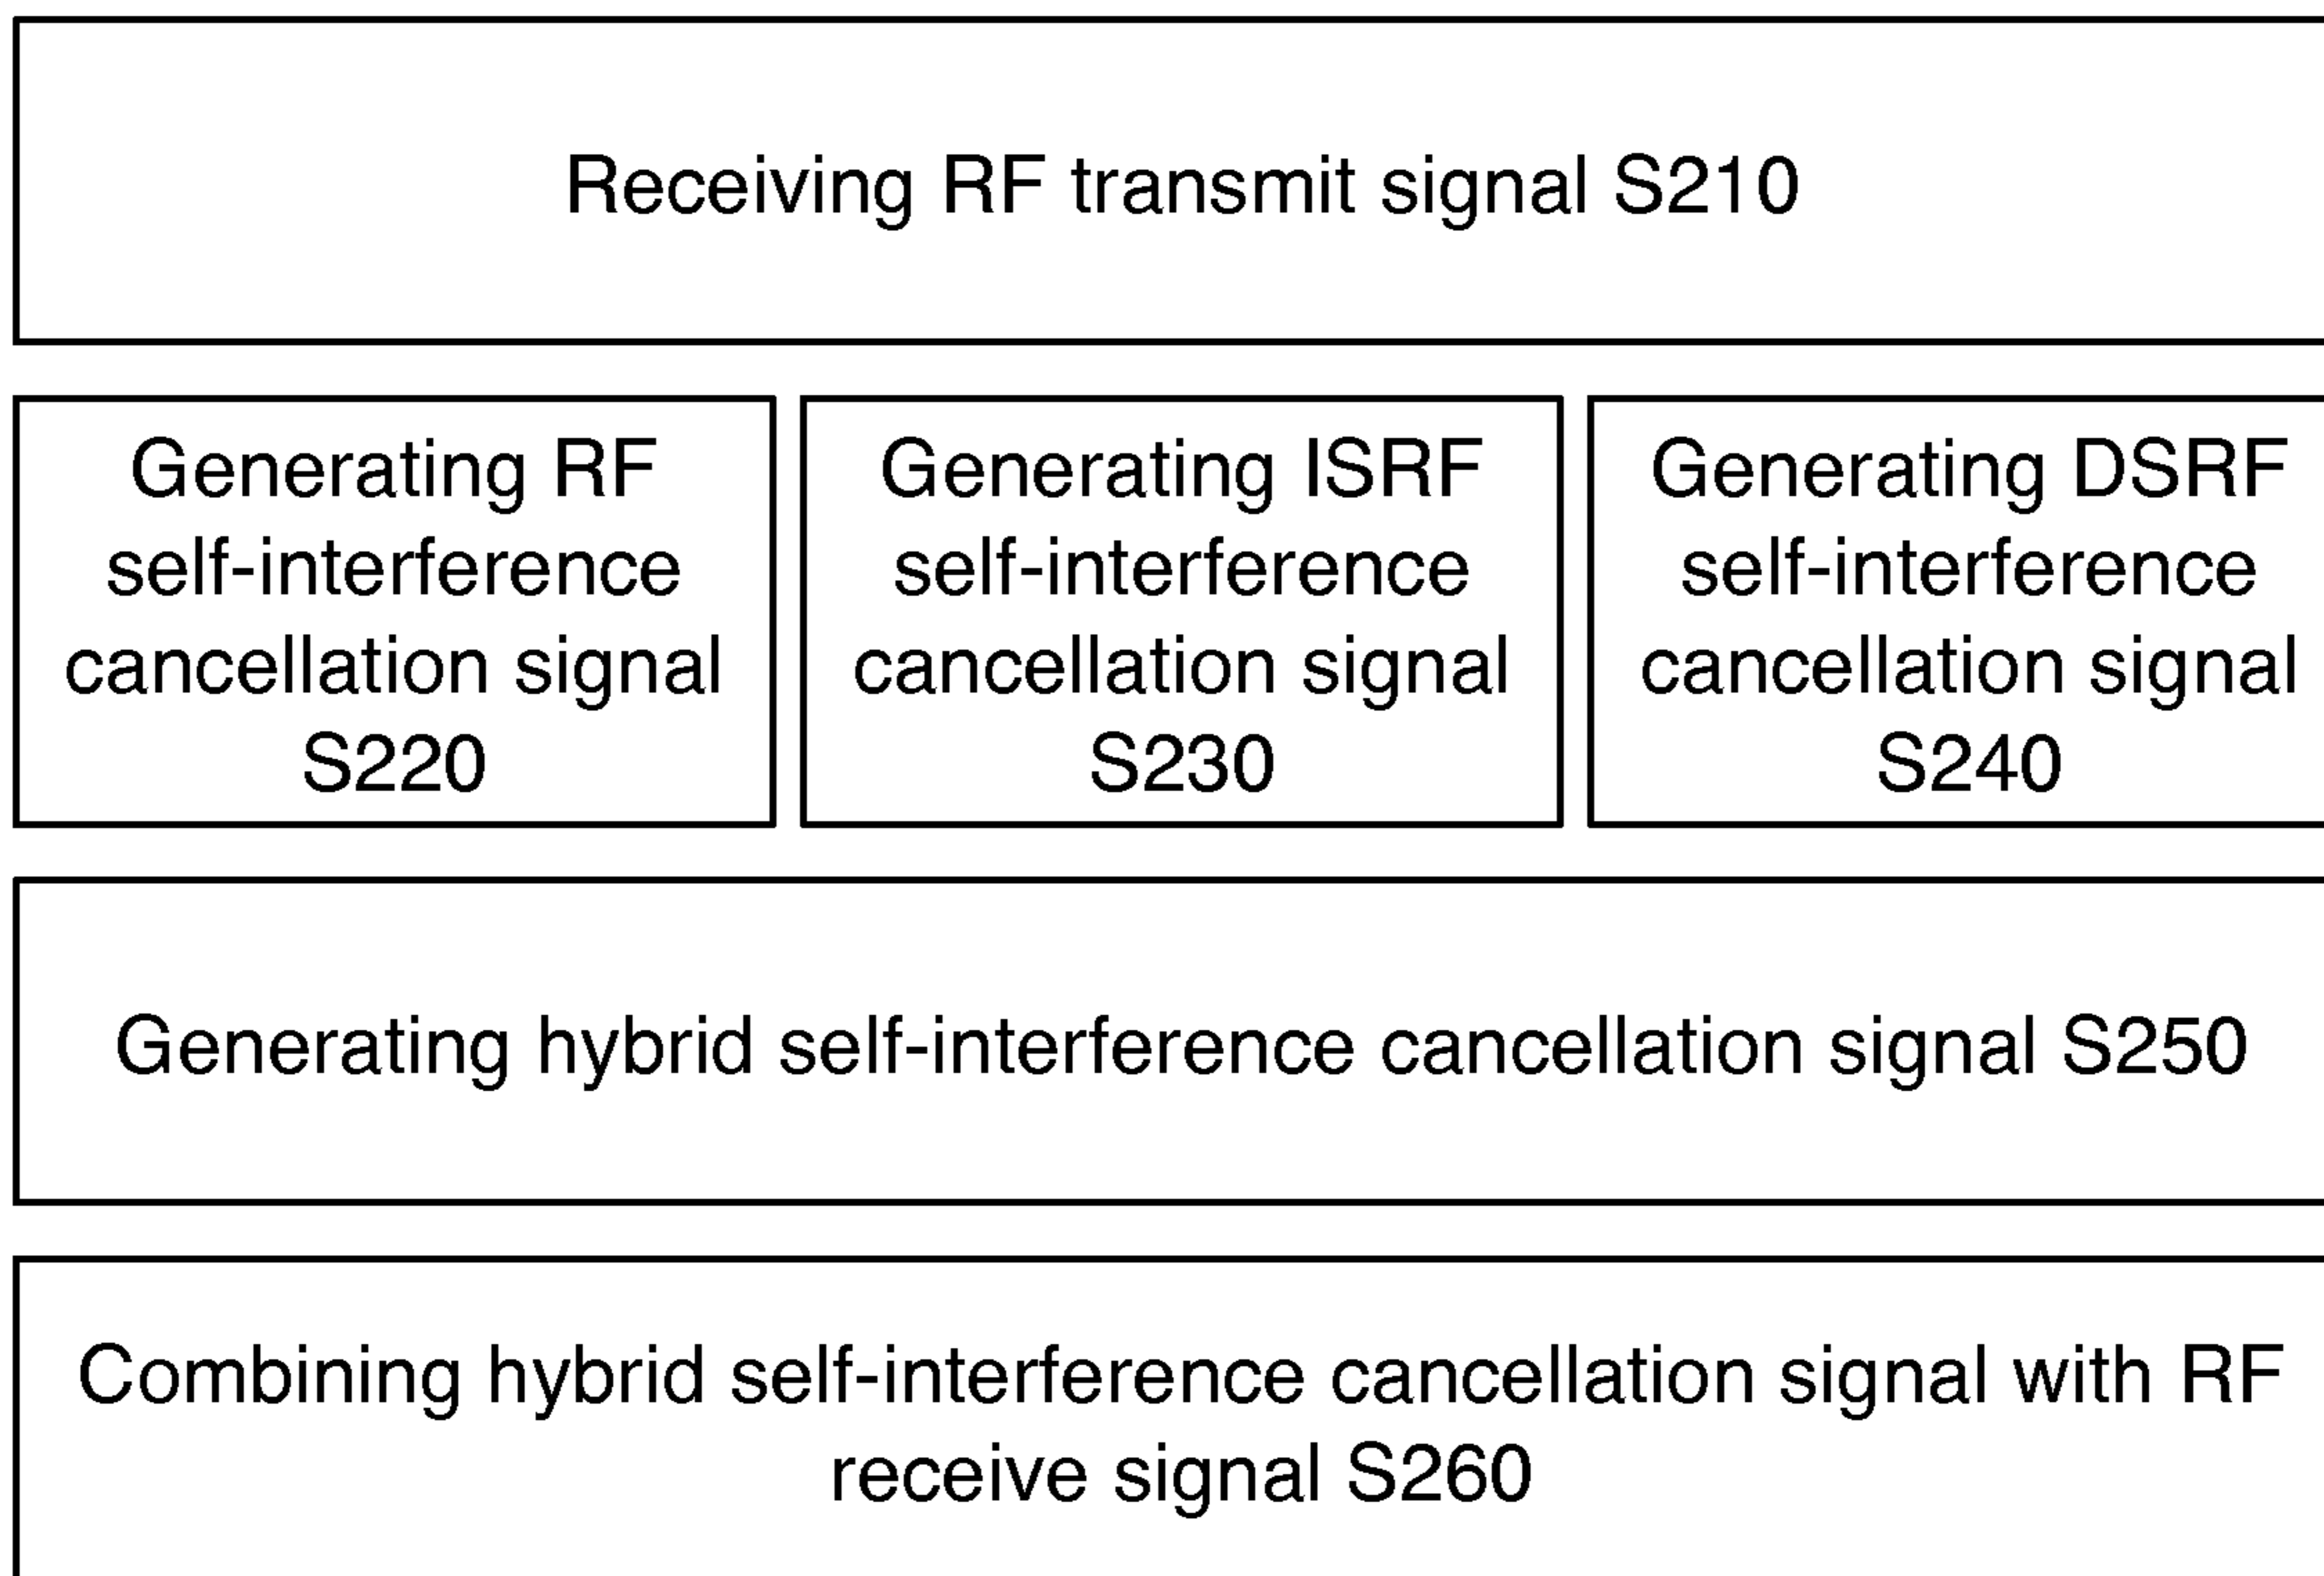 Receiving RF transmit signal S210
Generating RF
self-interference
cancellation signal
S220
Generating ISRF
self-interference
cancellation signal
S230
Generating DSRF
self-interference
cancellation signal
S240
Generating hybrid self-interference cancellation signal S250
Combining hybrid self-interference cancellation signal with RF
receive signal S260